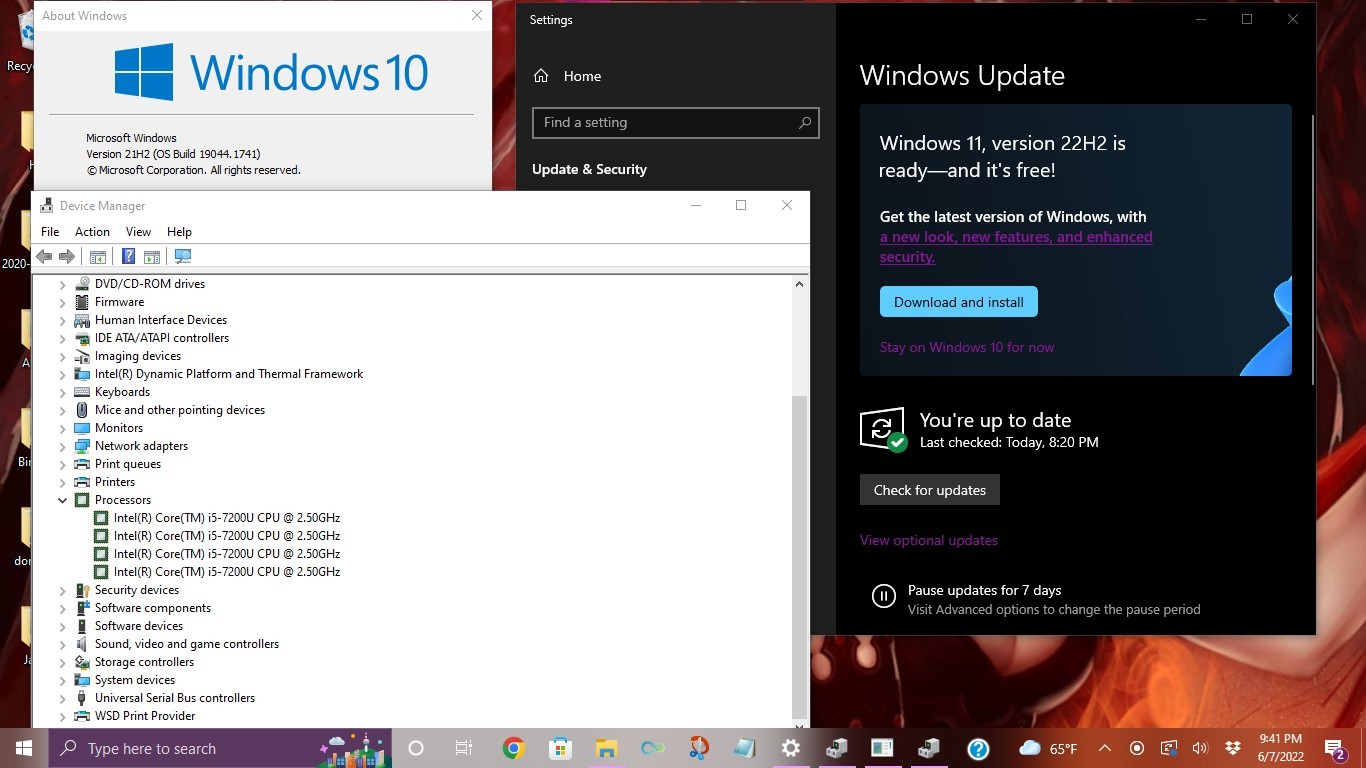 About Windows
Windows 10
Microsoft Windows
Version 21H2 (OS Build 19044.1741)
© Microsoft Corporation. All rights reserved.
Settings
Home
Find a setting
Update & Security
Windows Update
Windows 11, version 22H2 is
ready—and it's free!
Get the latest version of Windows, with
a new look, new features, and enhanced
security.
Download and install
Stay on Windows 10 for now
You're up to date
Last checked: Today, 8:20 PM
Check for updates
View optional updates
Pause updates for 7 days
Visit Advanced options to change the pause period
Device Manager
File Action View Help
DVD/CD-ROM drives
Firmware
Human Interface Devices
IDE ATA/ATAPI controllers
Imaging devices
Intel(R) Dynamic Platform and Thermal Framework
Keyboards
Mice and other pointing devices
Monitors
Network adapters
Print queues
Printers
Processors
Intel(R) Core(TM) i5-7200U CPU @ 2.50GHz
Intel(R) Core(TM) i5-7200U CPU @ 2.50GHz
Intel(R) Core(TM) i5-7200U CPU @ 2.50GHz
Intel(R) Core(TM) i5-7200U CPU @ 2.50GHz
Security devices
Software components
Software devices
Sound, video and game controllers
Storage controllers
System devices
Universal Serial Bus controllers
WSD Print Provider
Recy
2020-
Bin
dor
Ja
Type here to search
65°F
9:41 PM
6/7/2022
2